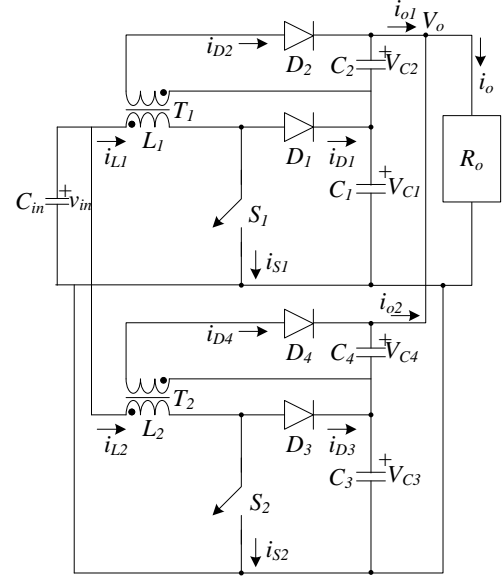 i_{o1} V_o
i_{D2} D_2 C_2 + V_{C2} i_o
T_1
i_{L1} L_1 D_1 i_{D1} R_o
C_{in} + v_{in} S_1 C_1 + V_{C1}
i_{S1}
i_{o2}
i_{D4} D_4 C_4 + V_{C4}
T_2
i_{L2} L_2 D_3 i_{D3}
S_2 C_3 + V_{C3}
i_{S2}